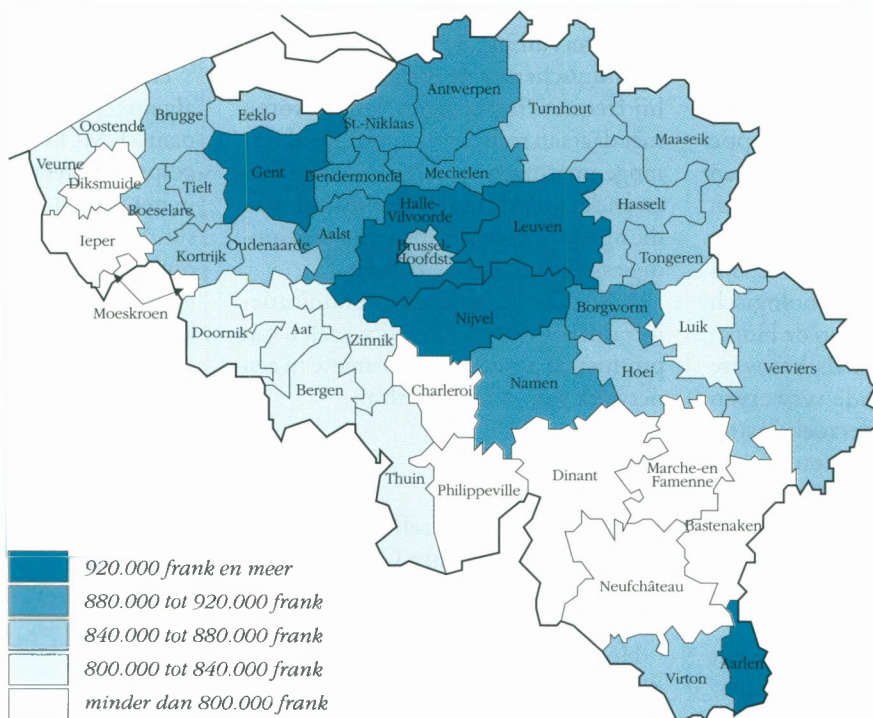 Antwerpen
Turnhout
Brugge
Eeklo
St.-Niklaas
Oostende
Maaseik
Veurne
Diksmuide
Tielt
Gent
Dendermonde
Mechelen
Roeselare
Halle-
Vilvoorde
Leuven
Hasselt
Ieper
Kortrijk
Oudenaarde
Aalst
Brussel-
Hoofdst.
Tongeren
Moeskroen
Doornik
Aat
Zinnik
Nijvel
Borgworm
Luik
Bergen
Charleroi
Namen
Hoei
Verviers
Thuin
Philippeville
Dinant
Marche-en
Famenne
Bastenaken
Neufchâteau
Virton
Aarlen
920.000 frank en meer
880.000 tot 920.000 frank
840.000 tot 880.000 frank
800.000 tot 840.000 frank
minder dan 800.000 frank